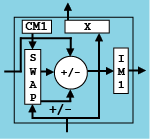 CM1 X
SWAP
+/-
IM1
+/-